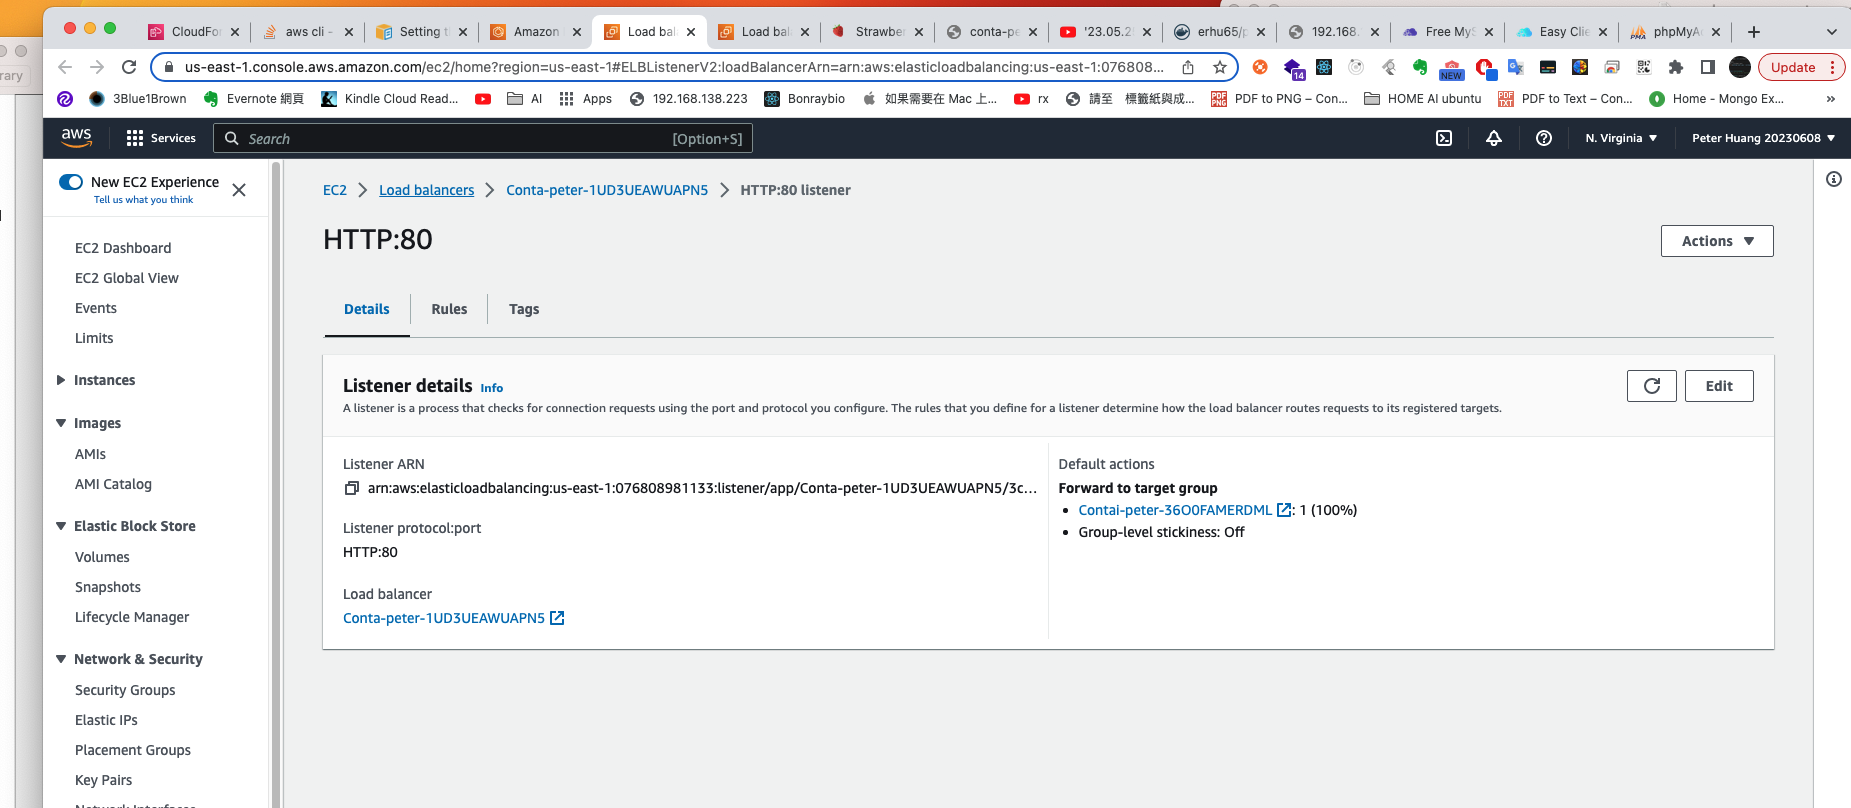 CloudFo
aws cli -
Setting t
Amazon
Load bal
Load bal
Strawber
conta-pe
'23.05.2
erhu65/p
192.168.
Free MyS
Easy Clie
phpMyA
us-east-1.console.aws.amazon.com/ec2/home?region=us-east-1#ELBListenerV2:loadBalancerArn=arn:aws:elasticloadbalancing:us-east-1:076808...
14
NEW
Update
rary
3Blue1Brown
Evernote 網頁
Kindle Cloud Read...
AI
Apps
192.168.138.223
Bonraybio
如果需要在 Mac 上...
rx
請至 標籤紙與成...
PDF to PNG – Con...
HOME AI ubuntu
PDF to Text – Con...
Home - Mongo Ex...
»
aws
Services
Search
[Option+S]
N. Virginia
Peter Huang 20230608
New EC2 Experience
Tell us what you think
EC2 Dashboard
EC2 Global View
Events
Limits
Instances
Images
AMIs
AMI Catalog
Elastic Block Store
Volumes
Snapshots
Lifecycle Manager
Network & Security
Security Groups
Elastic IPs
Placement Groups
Key Pairs
Network Interfaces
EC2 > Load balancers > Conta-peter-1UD3UEAWUAPN5 > HTTP:80 listener
HTTP:80
Actions
Details
Rules
Tags
Listener details Info
A listener is a process that checks for connection requests using the port and protocol you configure. The rules that you define for a listener determine how the load balancer routes requests to its registered targets.
Edit
Listener ARN
arn:aws:elasticloadbalancing:us-east-1:076808981133:listener/app/Conta-peter-1UD3UEAWUAPN5/3c...
Listener protocol:port
HTTP:80
Load balancer
Conta-peter-1UD3UEAWUAPN5
Default actions
Forward to target group
Contai-peter-36O0FAMERDML : 1 (100%)
Group-level stickiness: Off